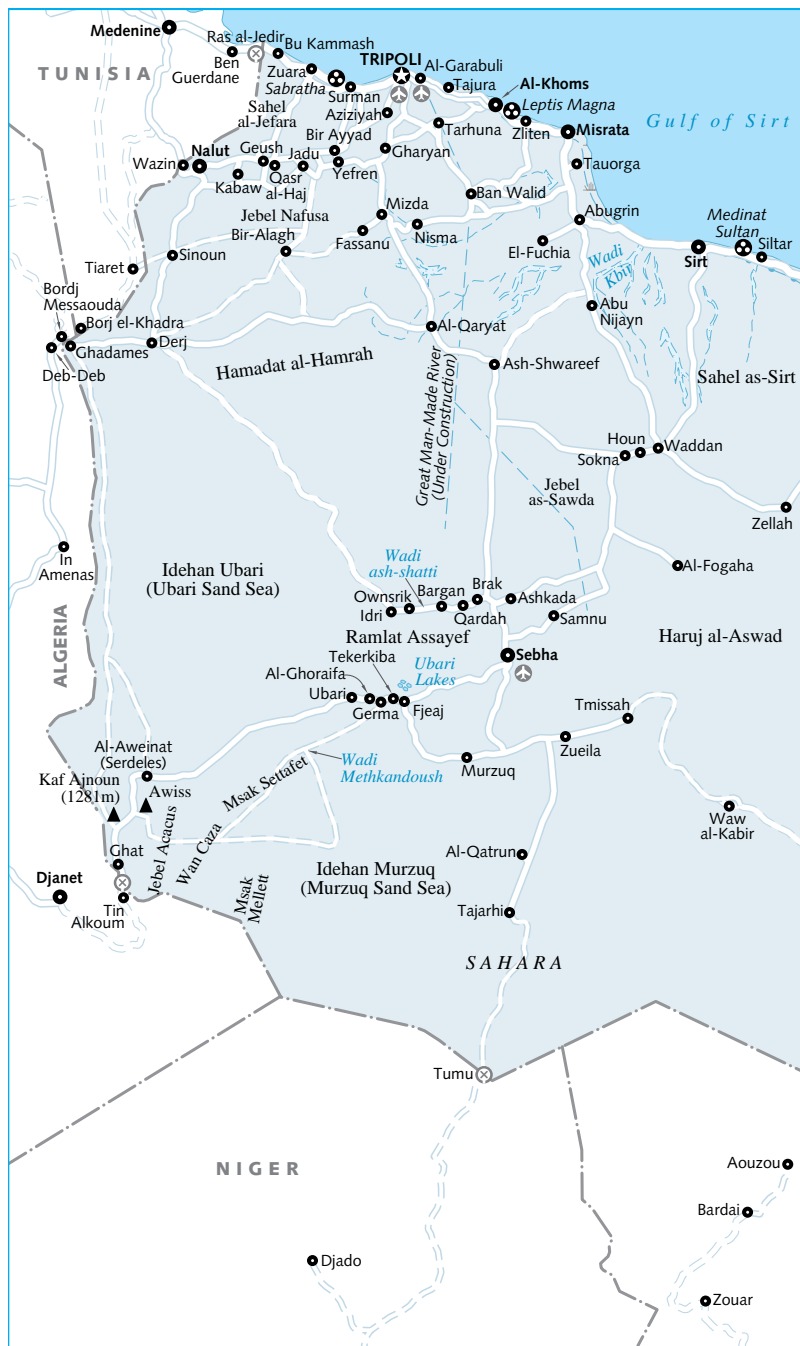 Medenine
Ras al-Jedir
Bu Kammash
TUNISIA
Ben
Guerdane
Zuara
Sabratha
TRIPOLI
Al-Garabuli
Tajura
Al-Khoms
Leptis Magna
Surman
Sahel
al-Jefara
Aziziyah
Tarhuna
Zliten
Misrata
Gulf of Sirt
Bir Ayyad
Wazin
Nalut
Geush
Jadu
Gharyan
Tauorga
Kabaw
Qasr
al-Haj
Yefren
Ban Walid
Jebel Nafusa
Mizda
Abugrin
Medinat
Sultan
Bir-Alagh
Fassanu
Nisma
El-Fuchia
Wadi
Kbir
Sirt
Siltar
Sinoun
Tiaret
Bordj
Messaouda
Borj el-Khadra
Abu
Nijayn
Ghadames
Derj
Al-Qaryat
Deb-Deb
Hamadat al-Hamrah
Ash-Shwareef
Sahel as-Sirt
Great Man-Made River
(Under Construction)
Houn
Waddan
Sokna
Jebel
as-Sawda
Zellah
In
Amenas
Idehan Ubari
(Ubari Sand Sea)
Wadi
ash-shatti
Al-Fogaha
Ownsrik
Bargan
Brak
Ashkada
Idri
Qardah
Samnu
ALGERIA
Ramlat Assayef
Haruj al-Aswad
Tekerkiba
Ubari
Lakes
Sebha
Al-Ghoraifa
Ubari
Germa
Fjeaj
Tmissah
Zueila
Al-Aweinat
(Serdeles)
Wadi
Methkandoush
Murzuq
Kaf Ajnoun
(1281m)
Awiss
Msak Settafet
Waw
al-Kabir
Jebel Acacus
Wan Caza
Ghat
Al-Qatrun
Idehan Murzuq
(Murzuq Sand Sea)
Djanet
Msak
Mellett
Tin
Alkoum
Tajarhi
SAHARA
Tumu
NIGER
Aouzou
Bardai
Djado
Zouar